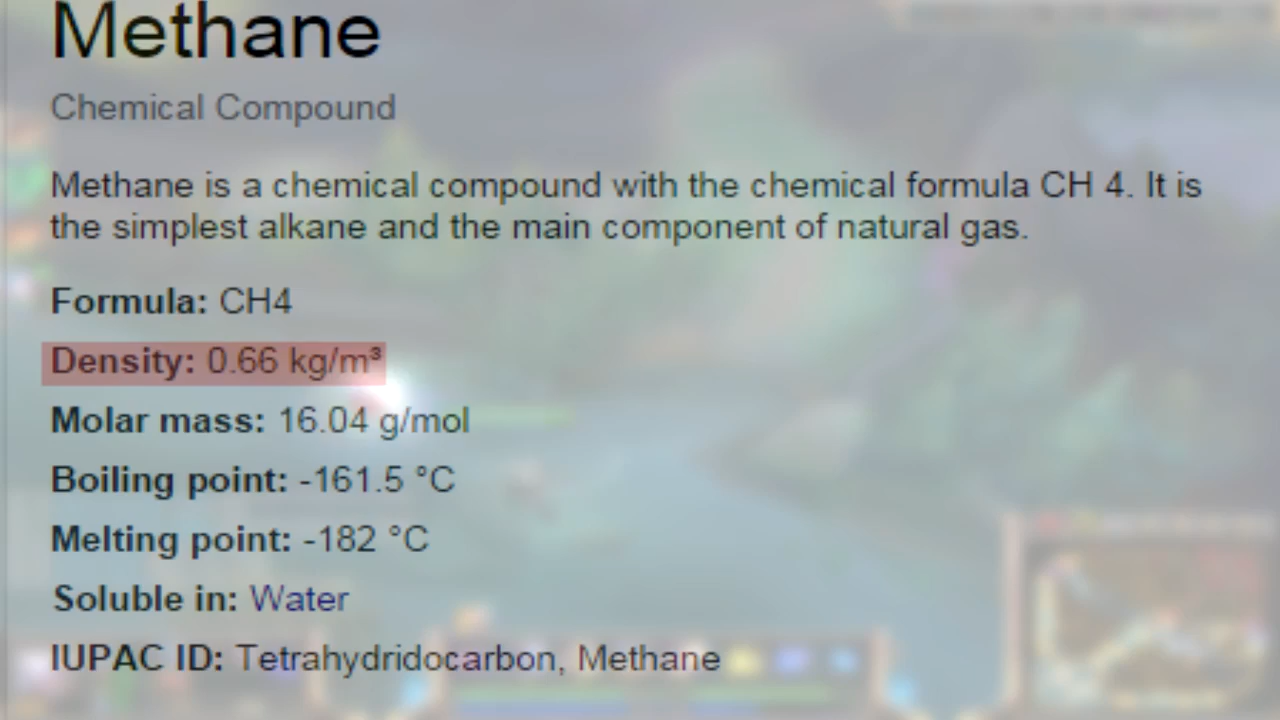 Methane
Chemical Compound
Methane is a chemical compound with the chemical formula CH 4. It is
the simplest alkane and the main component of natural gas.
Formula: CH4
Density: 0.66 kg/m³
Molar mass: 16.04 g/mol
Boiling point: -161.5 °C
Melting point: -182 °C
Soluble in: Water
IUPAC ID: Tetrahydridocarbon, Methane